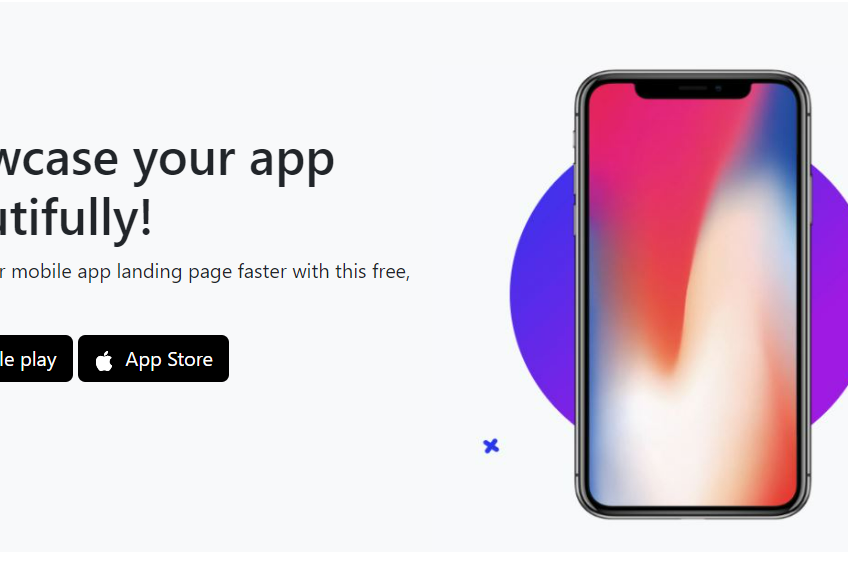 wcase your app
utifully!
r mobile app landing page faster with this free,
le play
App Store